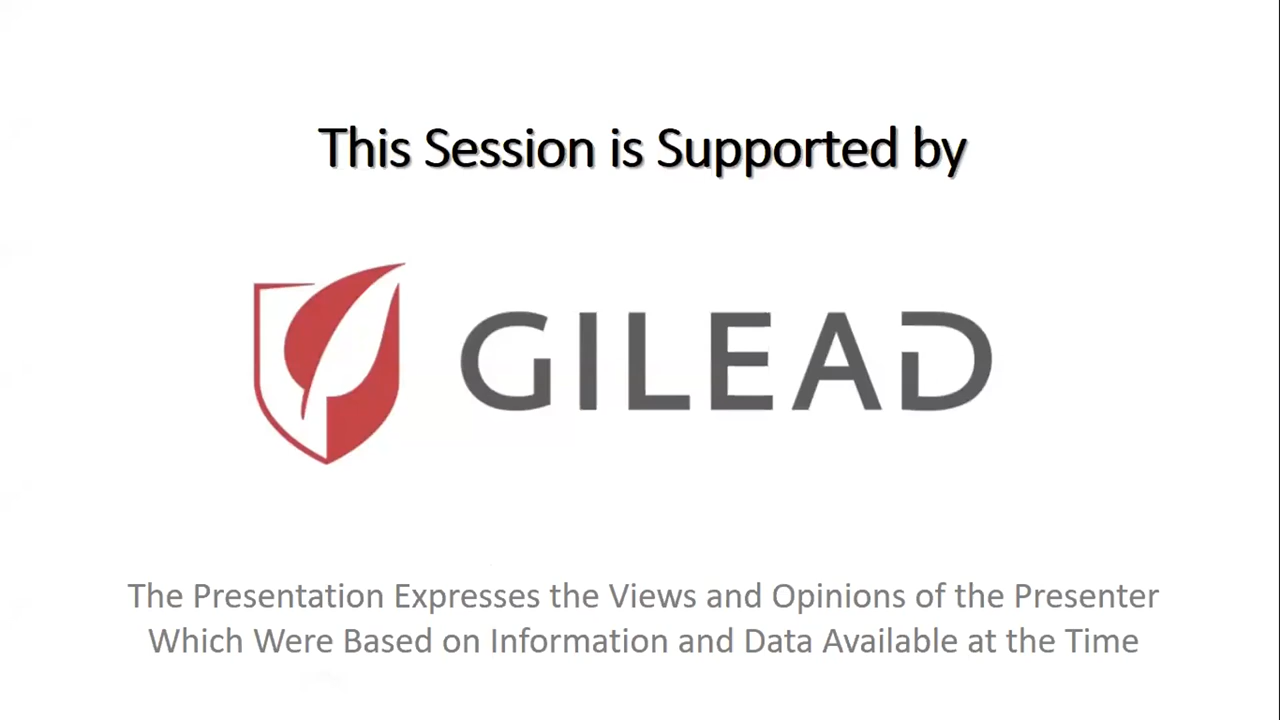 This Session is Supported by
GILEAD
The Presentation Expresses the Views and Opinions of the Presenter
Which Were Based on Information and Data Available at the Time